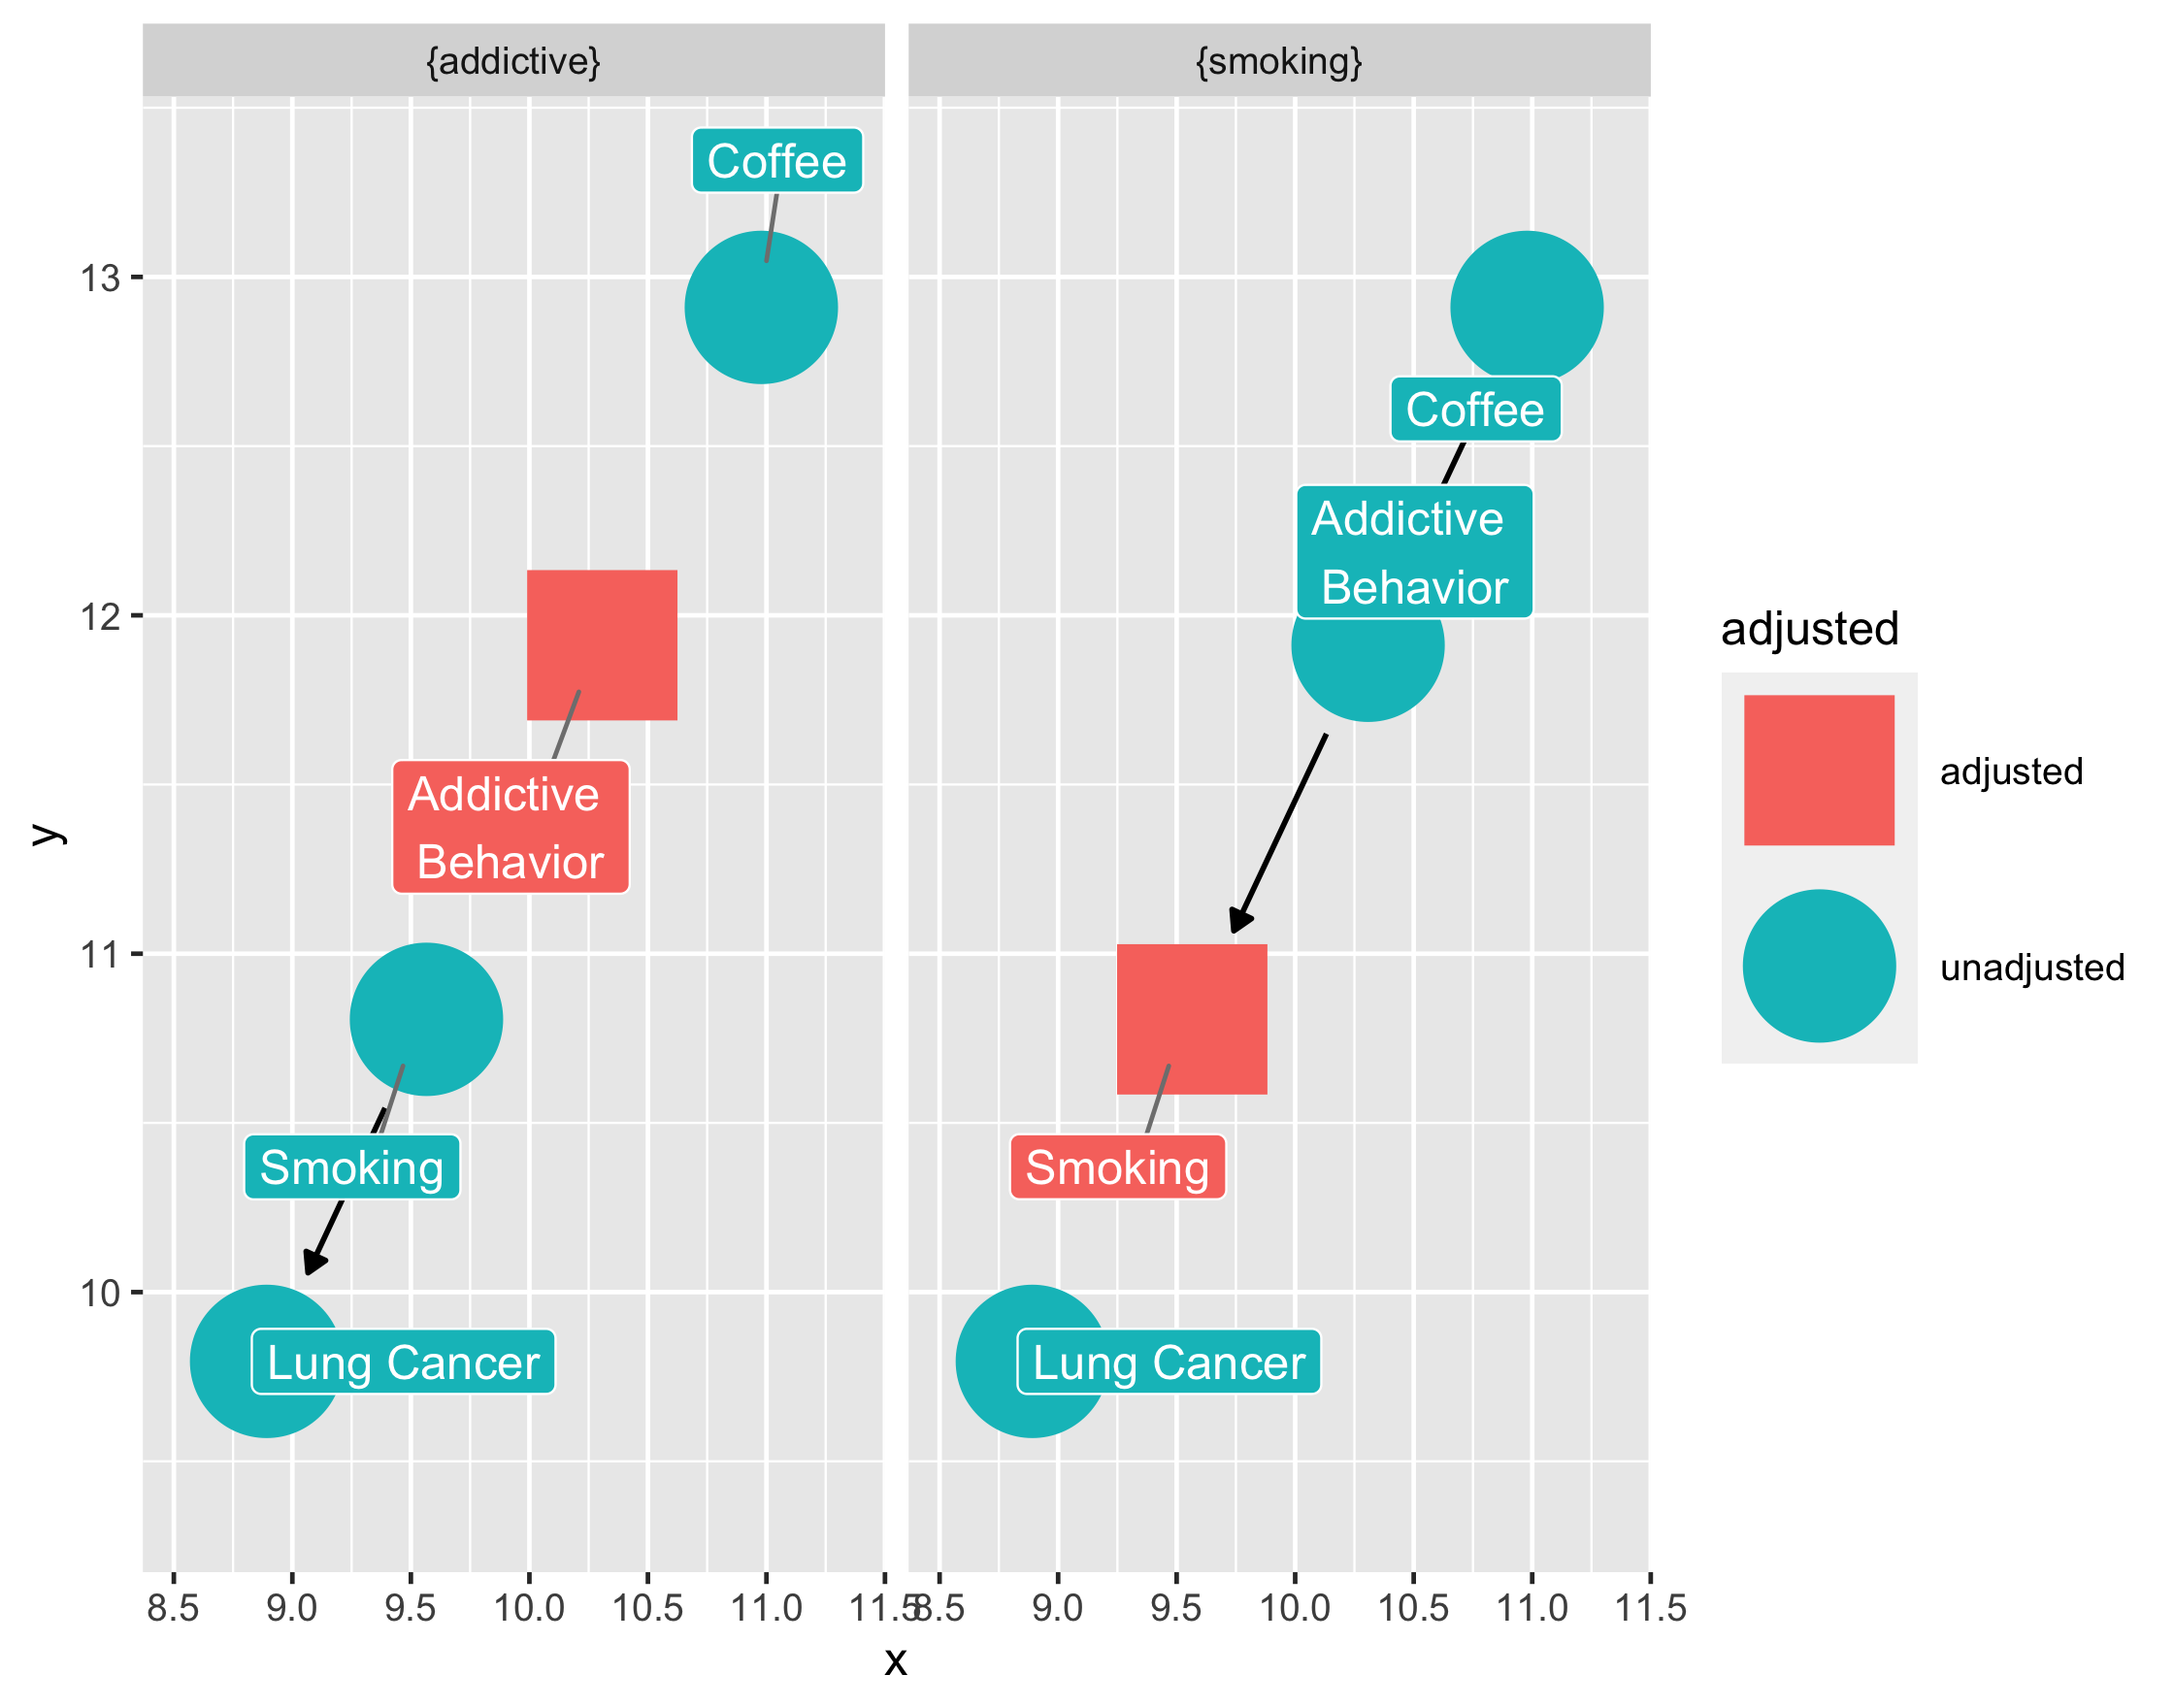 {addictive}
{smoking}
Coffee
Addictive
Behavior
Smoking
Lung Cancer
Coffee
Addictive
Behavior
Smoking
Lung Cancer
y
13
12
11
10
8.5
9.0
9.5
10.0
10.5
11.0
11.5
8.5
9.0
9.5
10.0
10.5
11.0
11.5
x
adjusted
adjusted
unadjusted